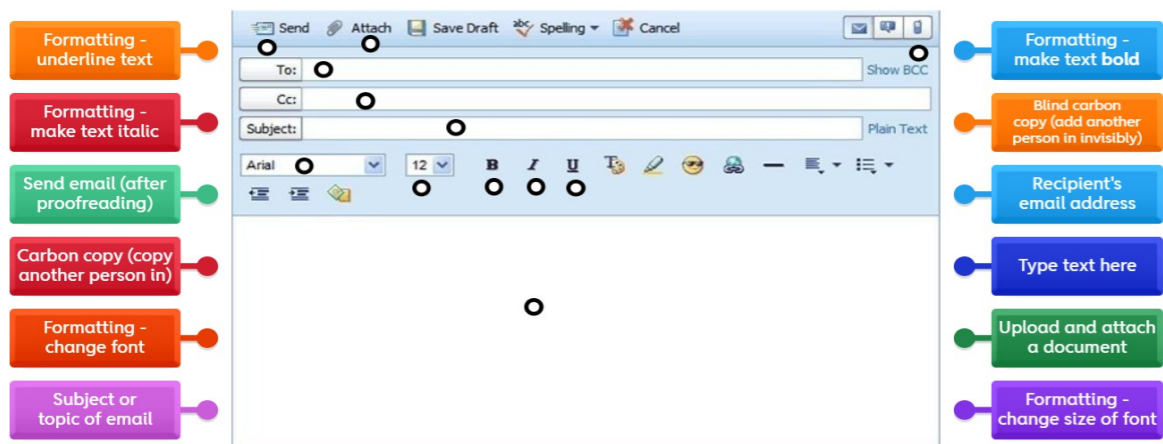 Formatting -
underline text
Formatting -
make text italic
Send email (after
proofreading)
Carbon copy (copy
another person in)
Formatting -
change font
Subject or
topic of email
Send Attach Save Draft abc Spelling Cancel
To: Show BCC
Cc:
Subject: Plain Text
Arial 12 B I U T
Formatting -
make text bold
Blind carbon
copy (add another
person in invisibly)
Recipient's
email address
Type text here
Upload and attach
a document
Formatting -
change size of font